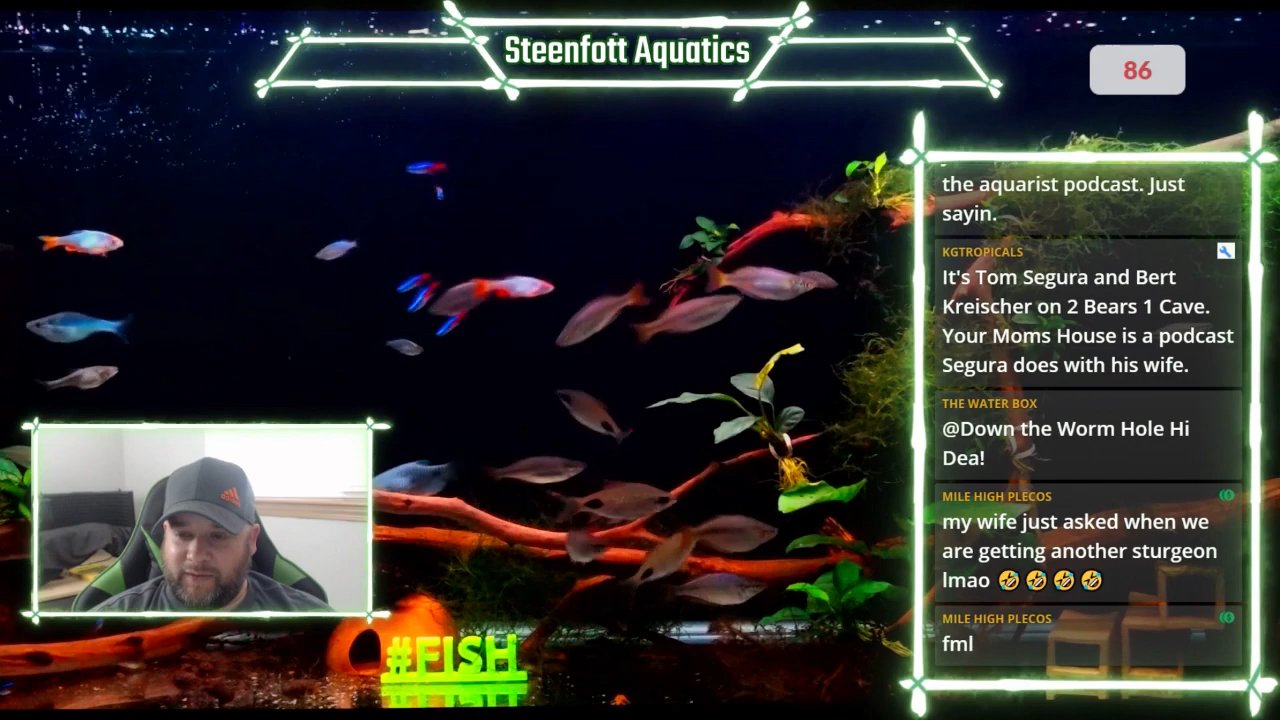 Steenfott Aquatics
86
the aquarist podcast. Just
sayin.
KGTROPICALS
It's Tom Segura and Bert
Kreischer on 2 Bears 1 Cave.
Your Moms House is a podcast
Segura does with his wife.
THE WATER BOX
@Down the Worm Hole Hi
Dea!
MILE HIGH PLECOS
my wife just asked when we
are getting another sturgeon
lmao 🤣 🤣 🤣 🤣
MILE HIGH PLECOS
fml
#FISH